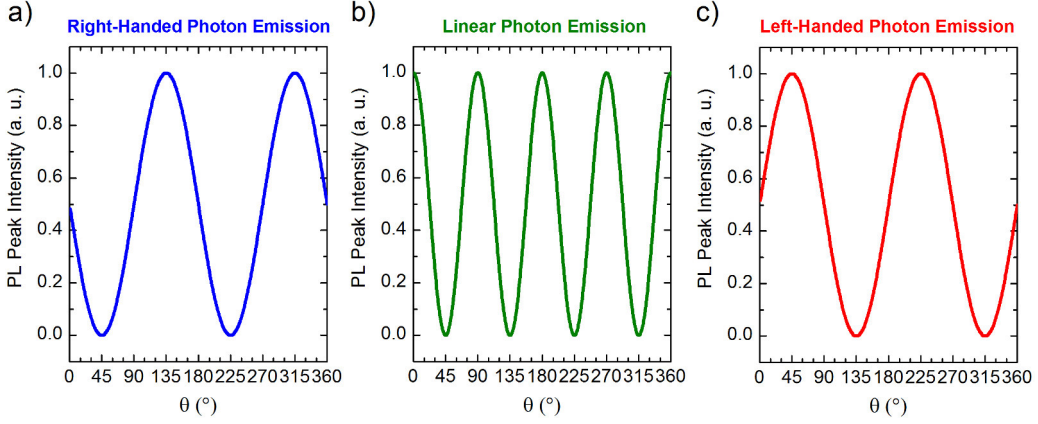 a)
Right-Handed Photon Emission
PL Peak Intensity (a. u.)
1.0
0.8
0.6
0.4
0.2
0.0
0 45 90 135 180 225 270 315 360
θ (°)
b)
Linear Photon Emission
PL Peak Intensity (a. u.)
1.0
0.8
0.6
0.4
0.2
0.0
0 45 90 135 180 225 270 315 360
θ (°)
c)
Left-Handed Photon Emission
PL Peak Intensity (a. u.)
1.0
0.8
0.6
0.4
0.2
0.0
0 45 90 135 180 225 270 315 360
θ (°)